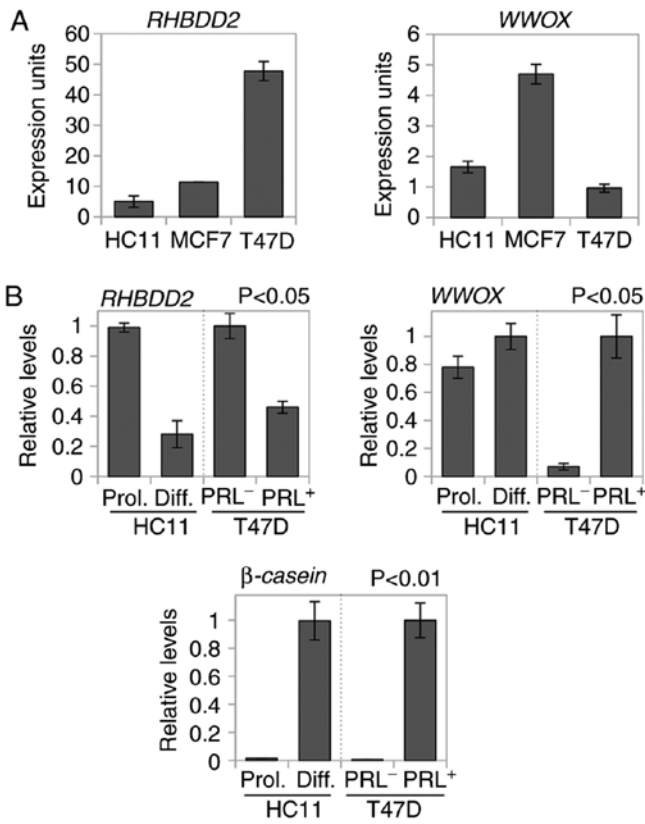 A
RHBDD2
Expression units
60
50
40
30
20
10
0
HC11 MCF7 T47D
WWOX
Expression units
6
5
4
3
2
1
0
HC11 MCF7 T47D
B
RHBDD2 P<0.05
Relative levels
1
0.8
0.6
0.4
0.2
0
Prol. Diff. PRL⁻ PRL⁺
HC11 T47D
WWOX P<0.05
Relative levels
1
0.8
0.6
0.4
0.2
0
Prol. Diff. PRL⁻ PRL⁺
HC11 T47D
β-casein P<0.01
Relative levels
1
0.8
0.6
0.4
0.2
0
Prol. Diff. PRL⁻ PRL⁺
HC11 T47D